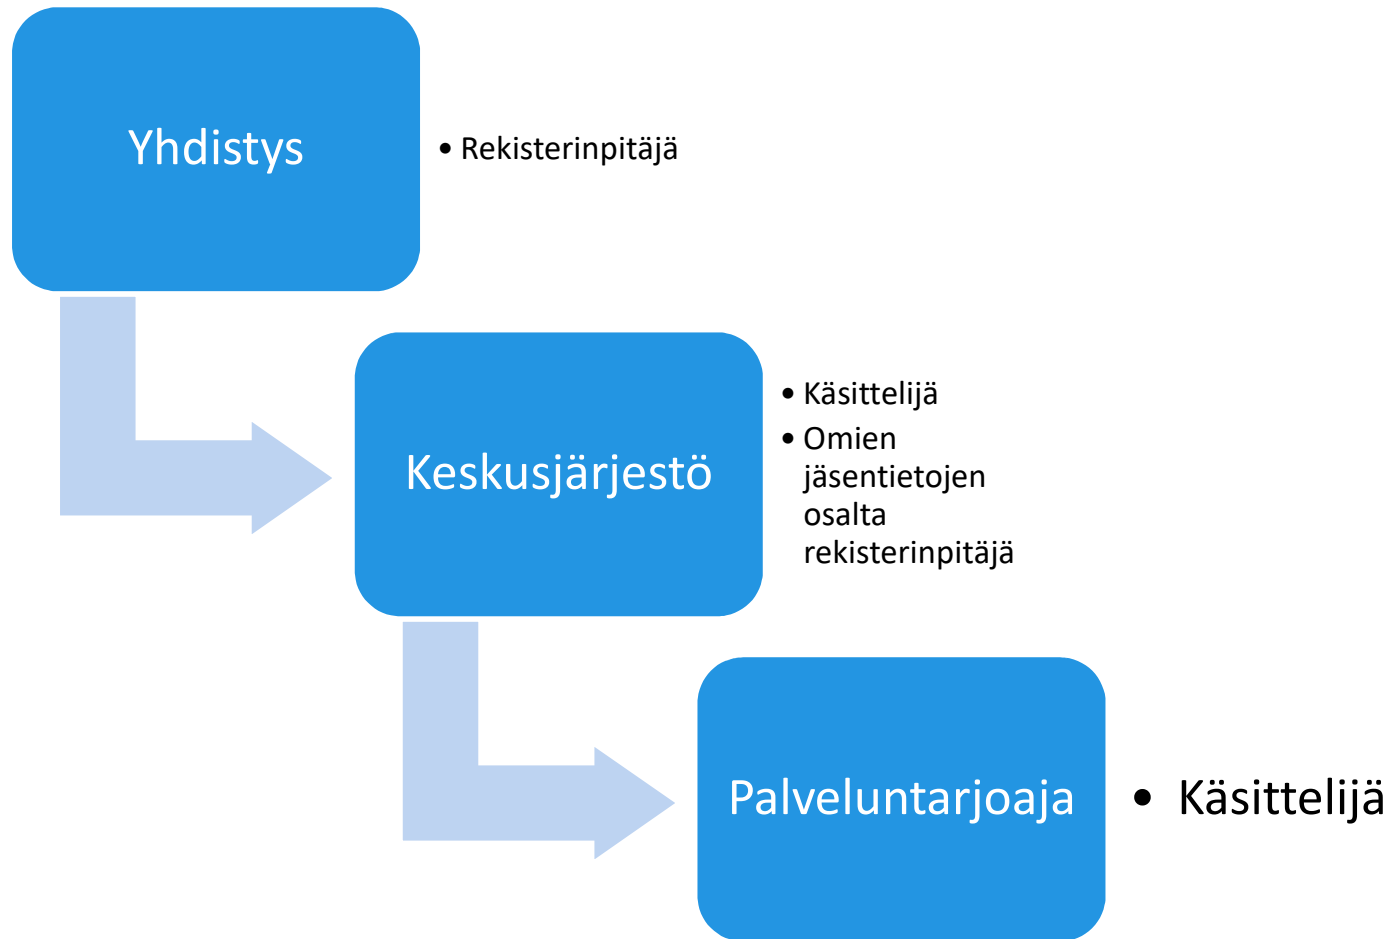 Yhdistys
• Rekisterinpitäjä
Keskusjärjestö
• Käsittelijä
• Omien
jäsentietojen
osalta
rekisterinpitäjä
Palveluntarjoaja
• Käsittelijä